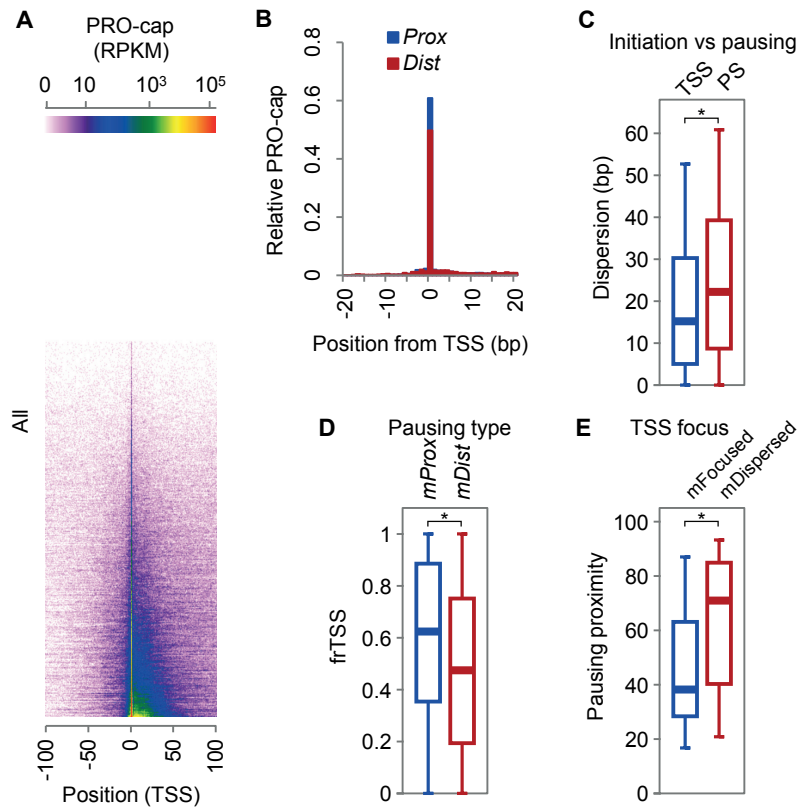 A
PRO-cap
(RPKM)
0 10 10³ 10⁵
All
-100 -50 0 50 100
Position (TSS)
B
Prox
Dist
0.8
0.6
0.4
0.2
0
Relative PRO-cap
-20 -10 0 10 20
Position from TSS (bp)
C
Initiation vs pausing
TSS PS
*
60
50
40
30
20
10
0
Dispersion (bp)
D
Pausing type
mProx mDist
*
1
0.8
0.6
0.4
0.2
0
frTSS
E
TSS focus
mFocused mDispersed
*
100
80
60
40
20
0
Pausing proximity